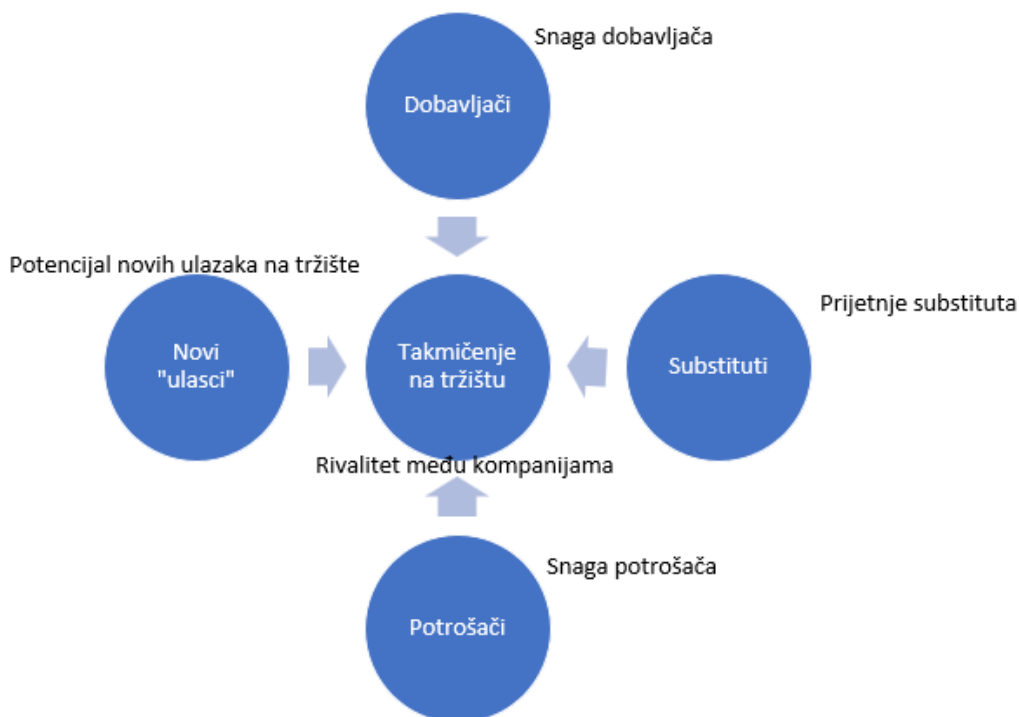 Snaga dobavljača
Dobavljači
Potencijal novih ulazaka na tržište
Novi
"ulasci"
Takmičenje
na tržištu
Prijetnje substituta
Substituti
Rivalitet među kompanijama
Snaga potrošača
Potrošači